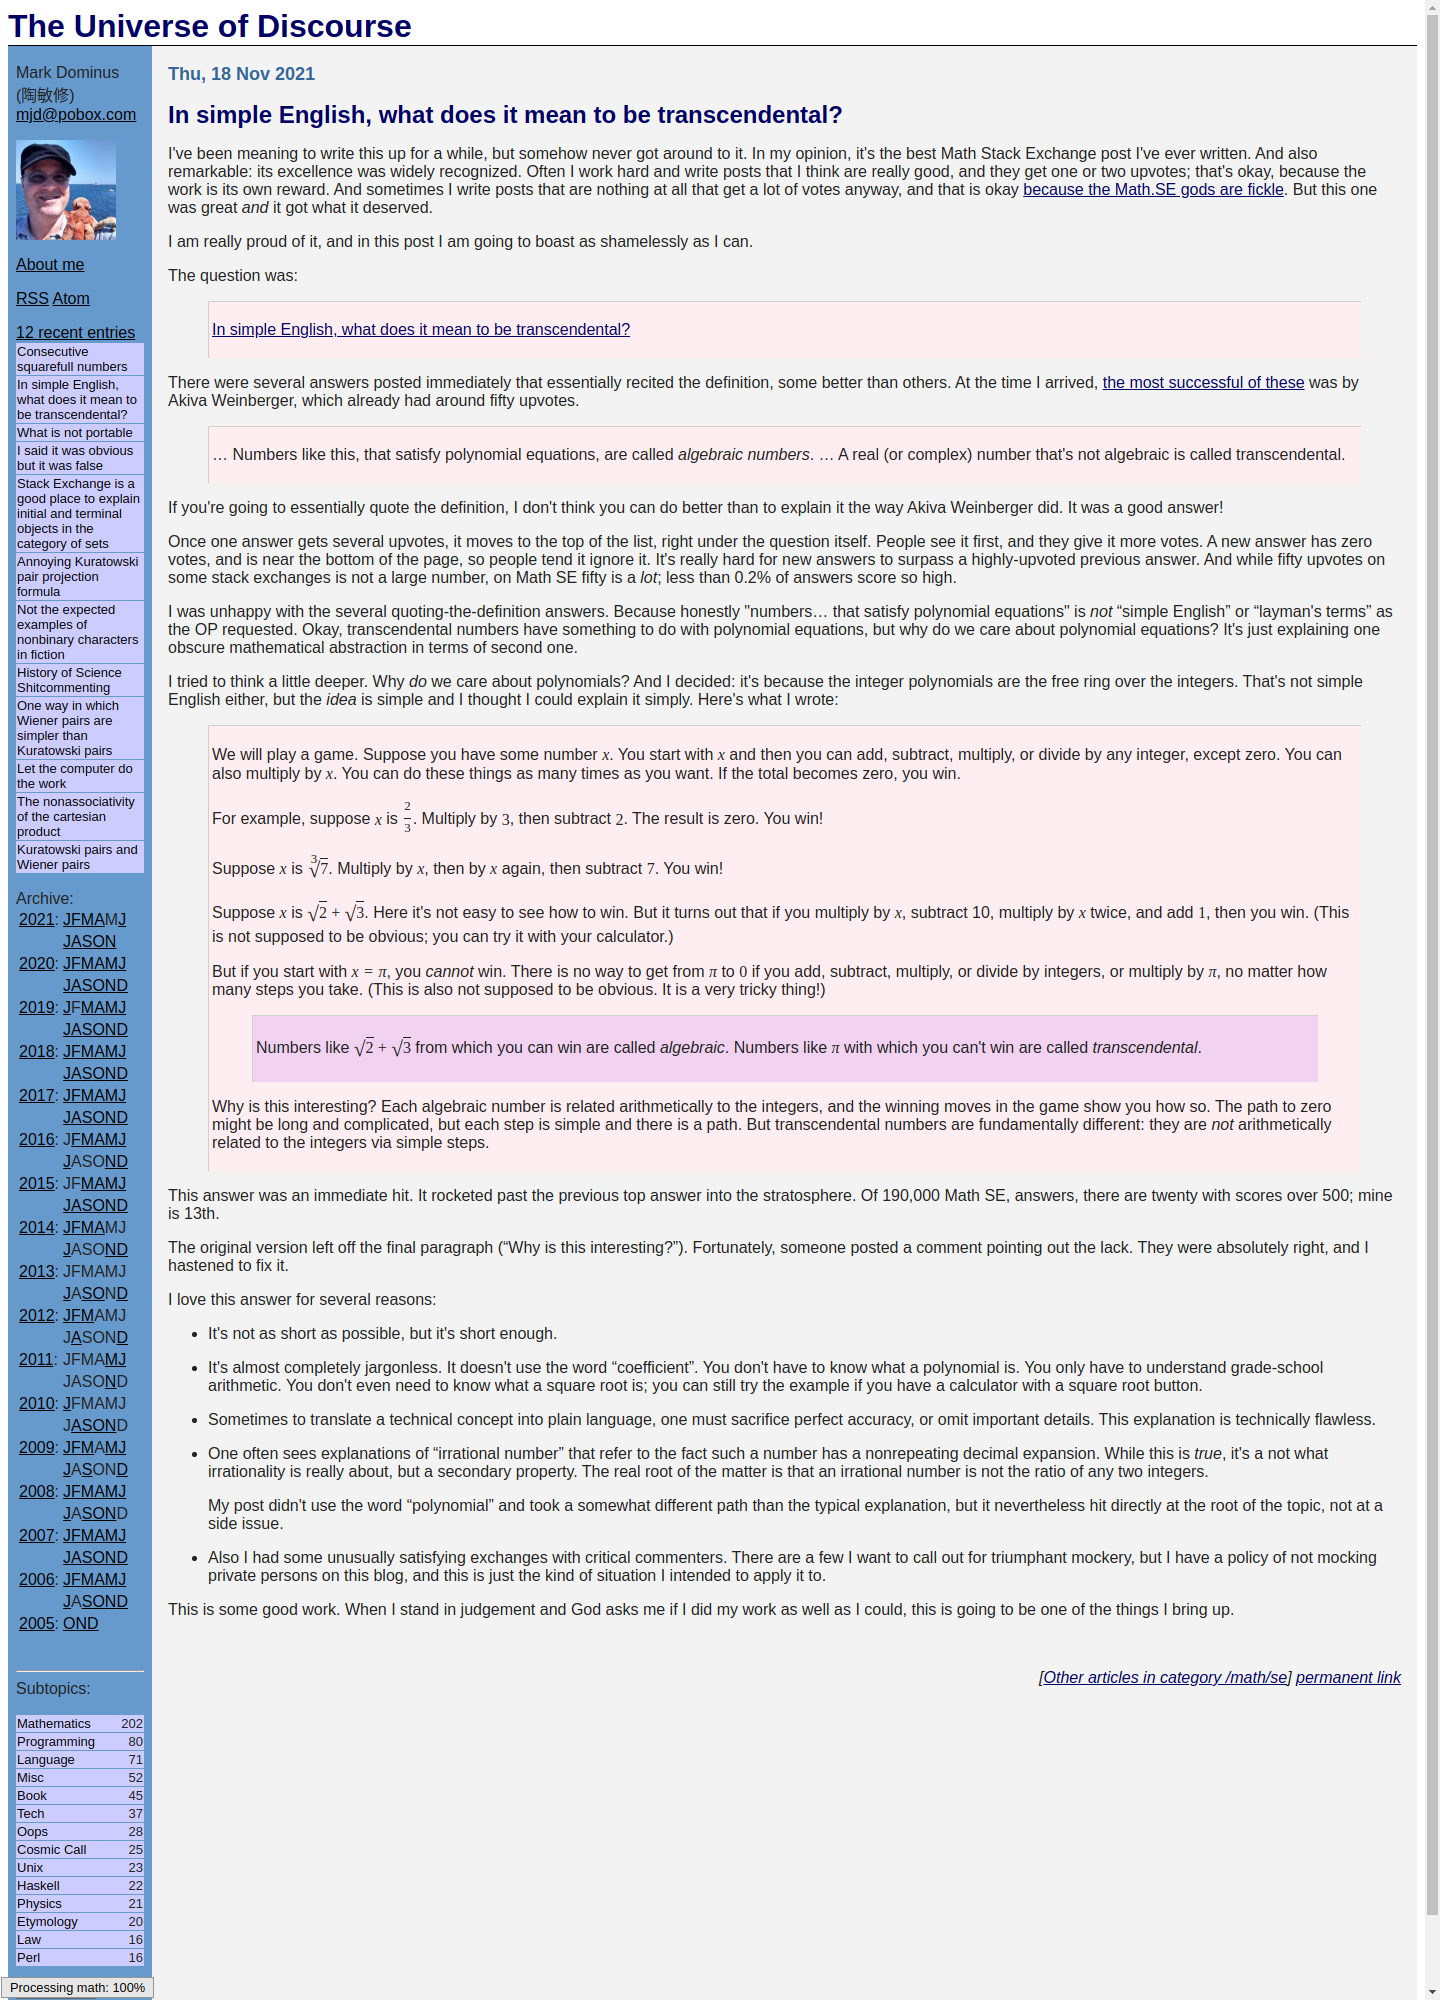 The Universe of Discourse
Mark Dominus
(陶敏修)
mjd@pobox.com
About me
RSS Atom
12 recent entries
Consecutive
squarefull numbers
In simple English,
what does it mean to
be transcendental?
What is not portable
I said it was obvious
but it was false
Stack Exchange is a
good place to explain
initial and terminal
objects in the
category of sets
Annoying Kuratowski
pair projection
formula
Not the expected
examples of
nonbinary characters
in fiction
History of Science
Shitcommenting
One way in which
Wiener pairs are
simpler than
Kuratowski pairs
Let the computer do
the work
The nonassociativity
of the cartesian
product
Kuratowski pairs and
Wiener pairs
Archive:
2021: JFMAMJ
JASON
2020: JFMAMJ
JASOND
2019: JFMAMJ
JASOND
2018: JFMAMJ
JASOND
2017: JFMAMJ
JASOND
2016: JFMAMJ
JASOND
2015: JFMAMJ
JASOND
2014: JFMAMJ
JASOND
2013: JFMAMJ
JASOND
2012: JFMAMJ
JASOND
2011: JFMAMJ
JASOND
2010: JFMAMJ
JASOND
2009: JFMAMJ
JASOND
2008: JFMAMJ
JASOND
2007: JFMAMJ
JASOND
2006: JFMAMJ
JASOND
2005: OND
Subtopics:
Mathematics 202
Programming 80
Language 71
Misc 52
Book 45
Tech 37
Oops 28
Cosmic Call 25
Unix 23
Haskell 22
Physics 21
Etymology 20
Law 16
Perl 16
Processing math: 100%
Thu, 18 Nov 2021
In simple English, what does it mean to be transcendental?
I've been meaning to write this up for a while, but somehow never got around to it. In my opinion, it's the best Math Stack Exchange post I've ever written. And also
remarkable: its excellence was widely recognized. Often I work hard and write posts that I think are really good, and they get one or two upvotes; that's okay, because the
work is its own reward. And sometimes I write posts that are nothing at all that get a lot of votes anyway, and that is okay because the Math.SE gods are fickle. But this one
was great and it got what it deserved.
I am really proud of it, and in this post I am going to boast as shamelessly as I can.
The question was:
In simple English, what does it mean to be transcendental?
There were several answers posted immediately that essentially recited the definition, some better than others. At the time I arrived, the most successful of these was by
Akiva Weinberger, which already had around fifty upvotes.
… Numbers like this, that satisfy polynomial equations, are called algebraic numbers. … A real (or complex) number that's not algebraic is called transcendental.
If you're going to essentially quote the definition, I don't think you can do better than to explain it the way Akiva Weinberger did. It was a good answer!
Once one answer gets several upvotes, it moves to the top of the list, right under the question itself. People see it first, and they give it more votes. A new answer has zero
votes, and is near the bottom of the page, so people tend it ignore it. It's really hard for new answers to surpass a highly-upvoted previous answer. And while fifty upvotes on
some stack exchanges is not a large number, on Math SE fifty is a lot; less than 0.2% of answers score so high.
I was unhappy with the several quoting-the-definition answers. Because honestly "numbers… that satisfy polynomial equations" is not “simple English” or “layman's terms” as
the OP requested. Okay, transcendental numbers have something to do with polynomial equations, but why do we care about polynomial equations? It's just explaining one
obscure mathematical abstraction in terms of second one.
I tried to think a little deeper. Why do we care about polynomials? And I decided: it's because the integer polynomials are the free ring over the integers. That's not simple
English either, but the idea is simple and I thought I could explain it simply. Here's what I wrote:
We will play a game. Suppose you have some number x. You start with x and then you can add, subtract, multiply, or divide by any integer, except zero. You can
also multiply by x. You can do these things as many times as you want. If the total becomes zero, you win.
For example, suppose x is 2/3. Multiply by 3, then subtract 2. The result is zero. You win!
Suppose x is ∛7. Multiply by x, then by x again, then subtract 7. You win!
Suppose x is √2 + √3. Here it's not easy to see how to win. But it turns out that if you multiply by x, subtract 10, multiply by x twice, and add 1, then you win. (This
is not supposed to be obvious; you can try it with your calculator.)
But if you start with x = π, you cannot win. There is no way to get from π to 0 if you add, subtract, multiply, or divide by integers, or multiply by π, no matter how
many steps you take. (This is also not supposed to be obvious. It is a very tricky thing!)
Numbers like √2 + √3 from which you can win are called algebraic. Numbers like π with which you can't win are called transcendental.
Why is this interesting? Each algebraic number is related arithmetically to the integers, and the winning moves in the game show you how so. The path to zero
might be long and complicated, but each step is simple and there is a path. But transcendental numbers are fundamentally different: they are not arithmetically
related to the integers via simple steps.
This answer was an immediate hit. It rocketed past the previous top answer into the stratosphere. Of 190,000 Math SE, answers, there are twenty with scores over 500; mine
is 13th.
The original version left off the final paragraph (“Why is this interesting?”). Fortunately, someone posted a comment pointing out the lack. They were absolutely right, and I
hastened to fix it.
I love this answer for several reasons:
• It's not as short as possible, but it's short enough.
• It's almost completely jargonless. It doesn't use the word “coefficient”. You don't have to know what a polynomial is. You only have to understand grade-school
arithmetic. You don't even need to know what a square root is; you can still try the example if you have a calculator with a square root button.
• Sometimes to translate a technical concept into plain language, one must sacrifice perfect accuracy, or omit important details. This explanation is technically flawless.
• One often sees explanations of “irrational number” that refer to the fact such a number has a nonrepeating decimal expansion. While this is true, it's a not what
irrationality is really about, but a secondary property. The real root of the matter is that an irrational number is not the ratio of any two integers.
My post didn't use the word “polynomial” and took a somewhat different path than the typical explanation, but it nevertheless hit directly at the root of the topic, not at a
side issue.
• Also I had some unusually satisfying exchanges with critical commenters. There are a few I want to call out for triumphant mockery, but I have a policy of not mocking
private persons on this blog, and this is just the kind of situation I intended to apply it to.
This is some good work. When I stand in judgement and God asks me if I did my work as well as I could, this is going to be one of the things I bring up.
[Other articles in category /math/se] permanent link